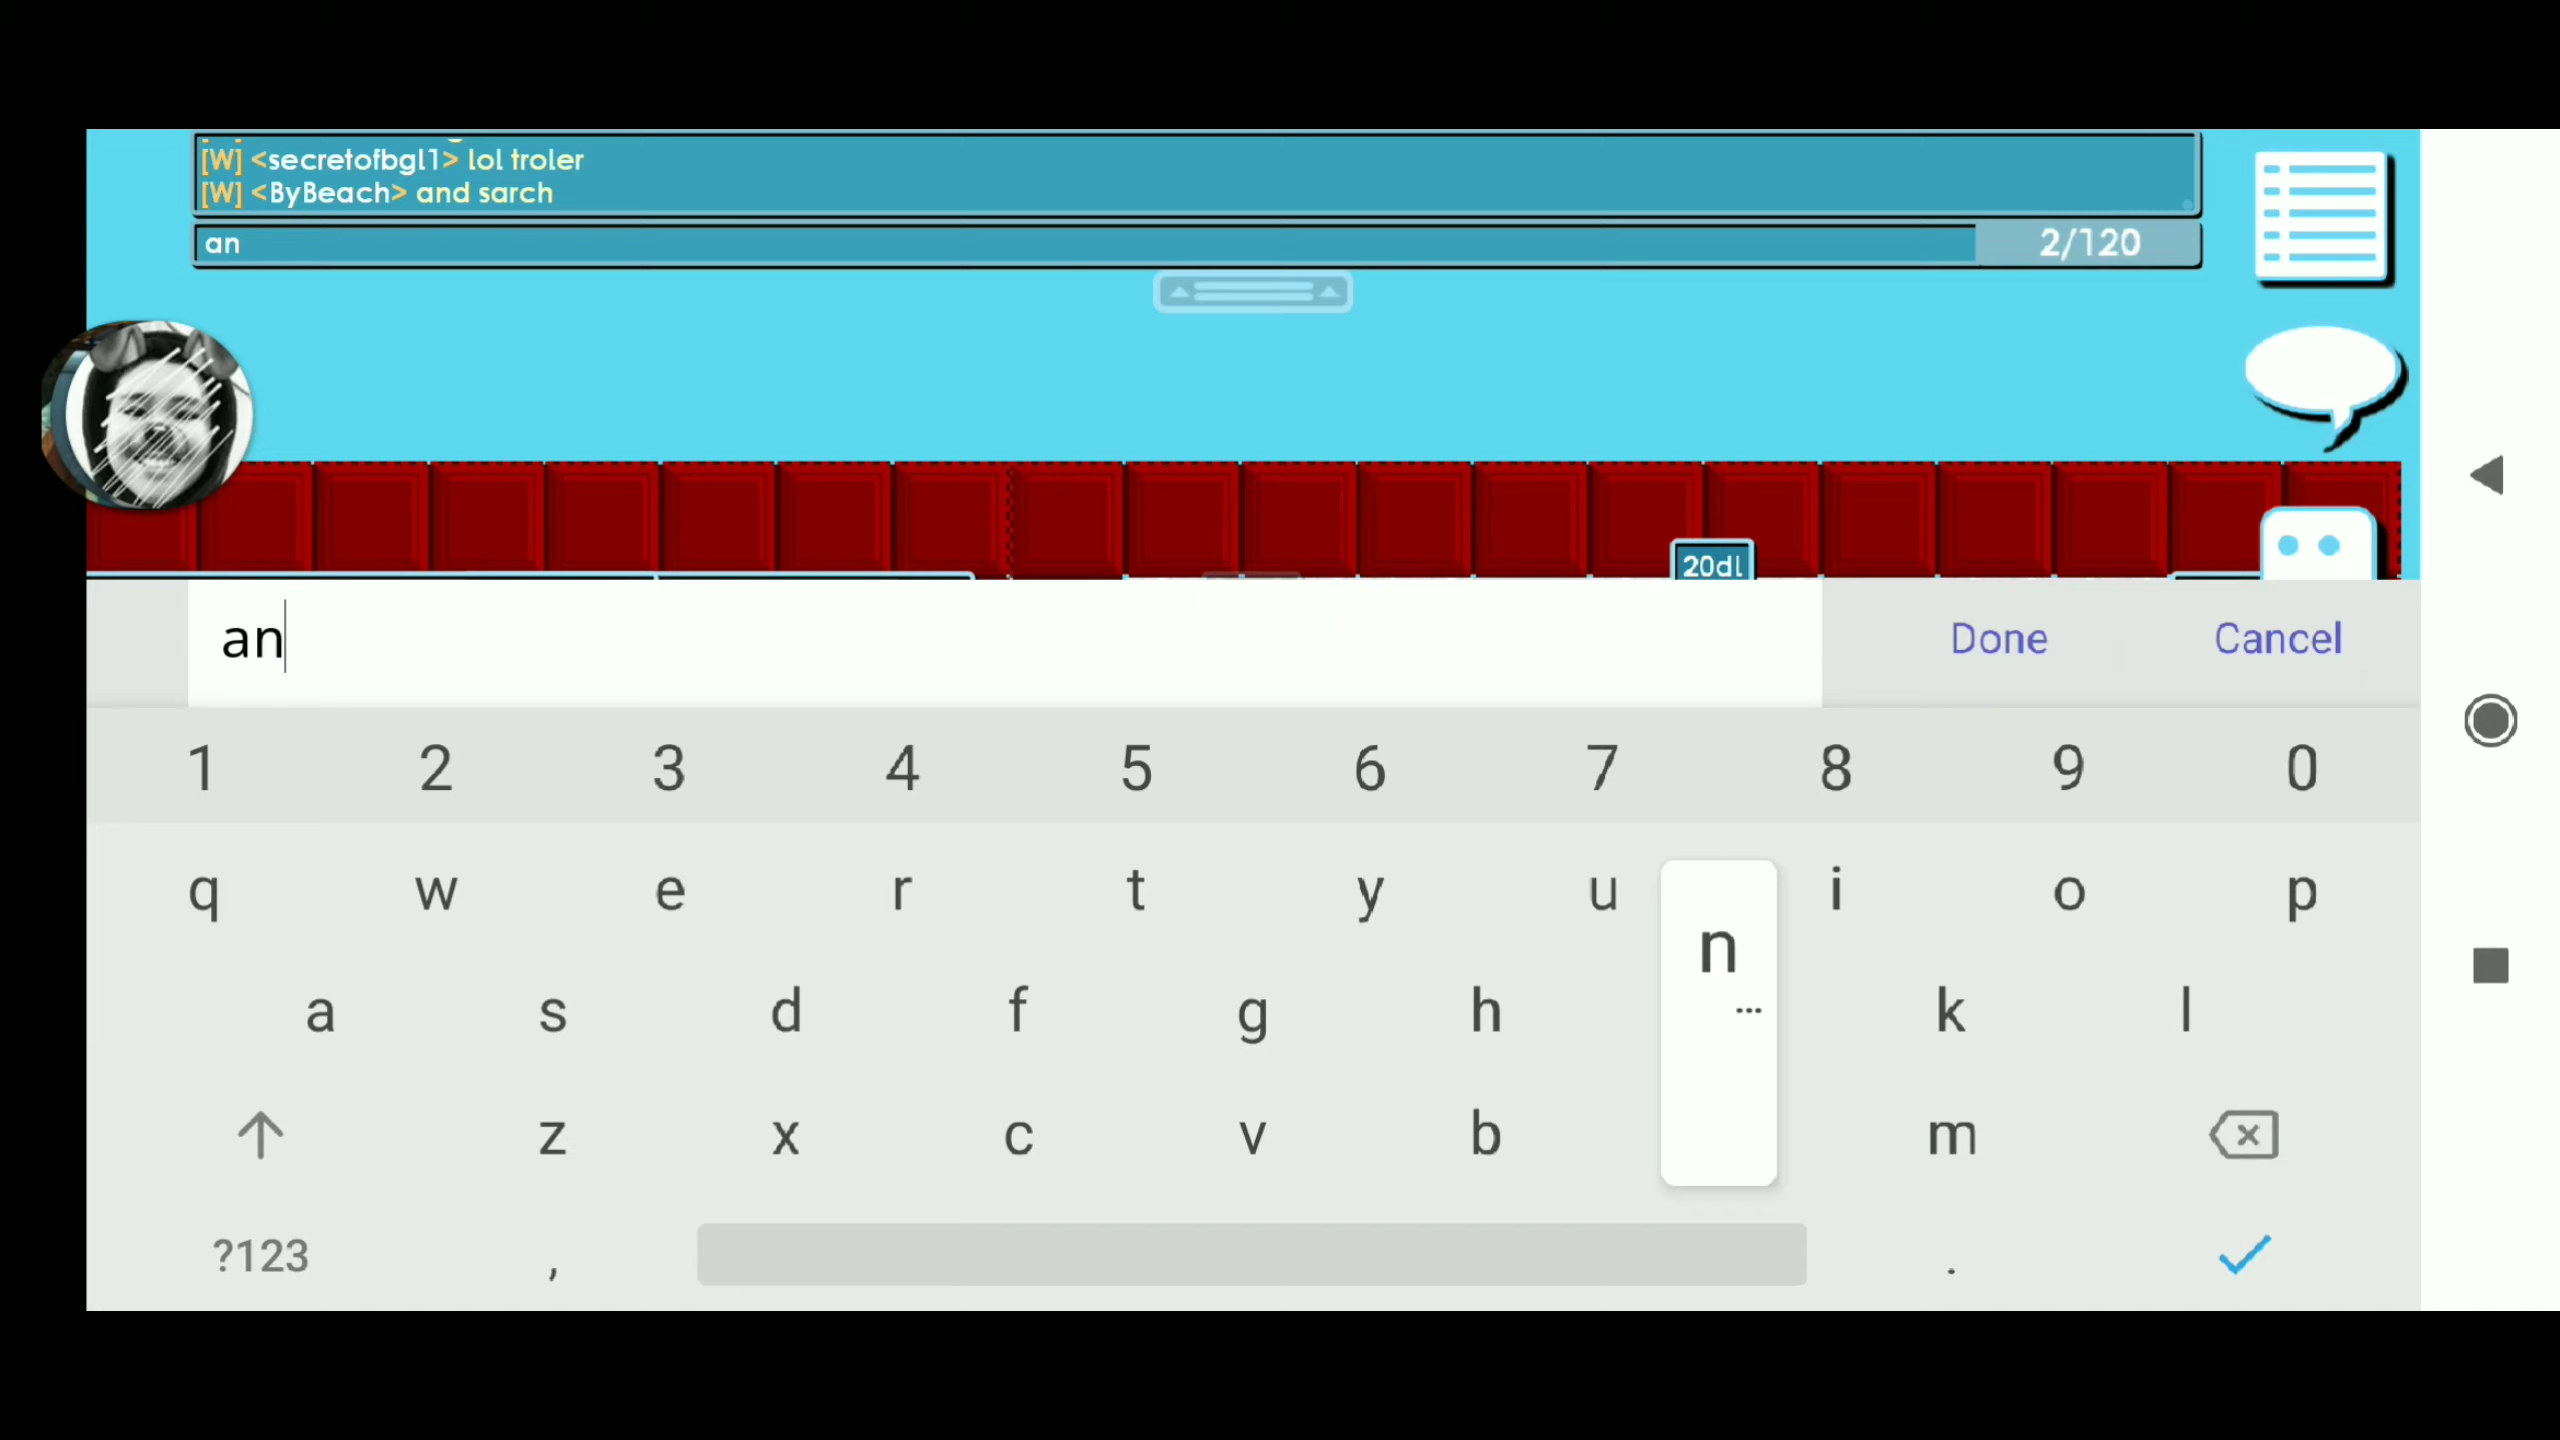 [W] <secretofbgl1> lol troler
[W] <ByBeach> and sarch
an
2/120
20dl
an
Done
Cancel
1 2 3 4 5 6 7 8 9 0
q w e r t y u i o p
n
...
a s d f g h k l
z x c v b m
?123 , .